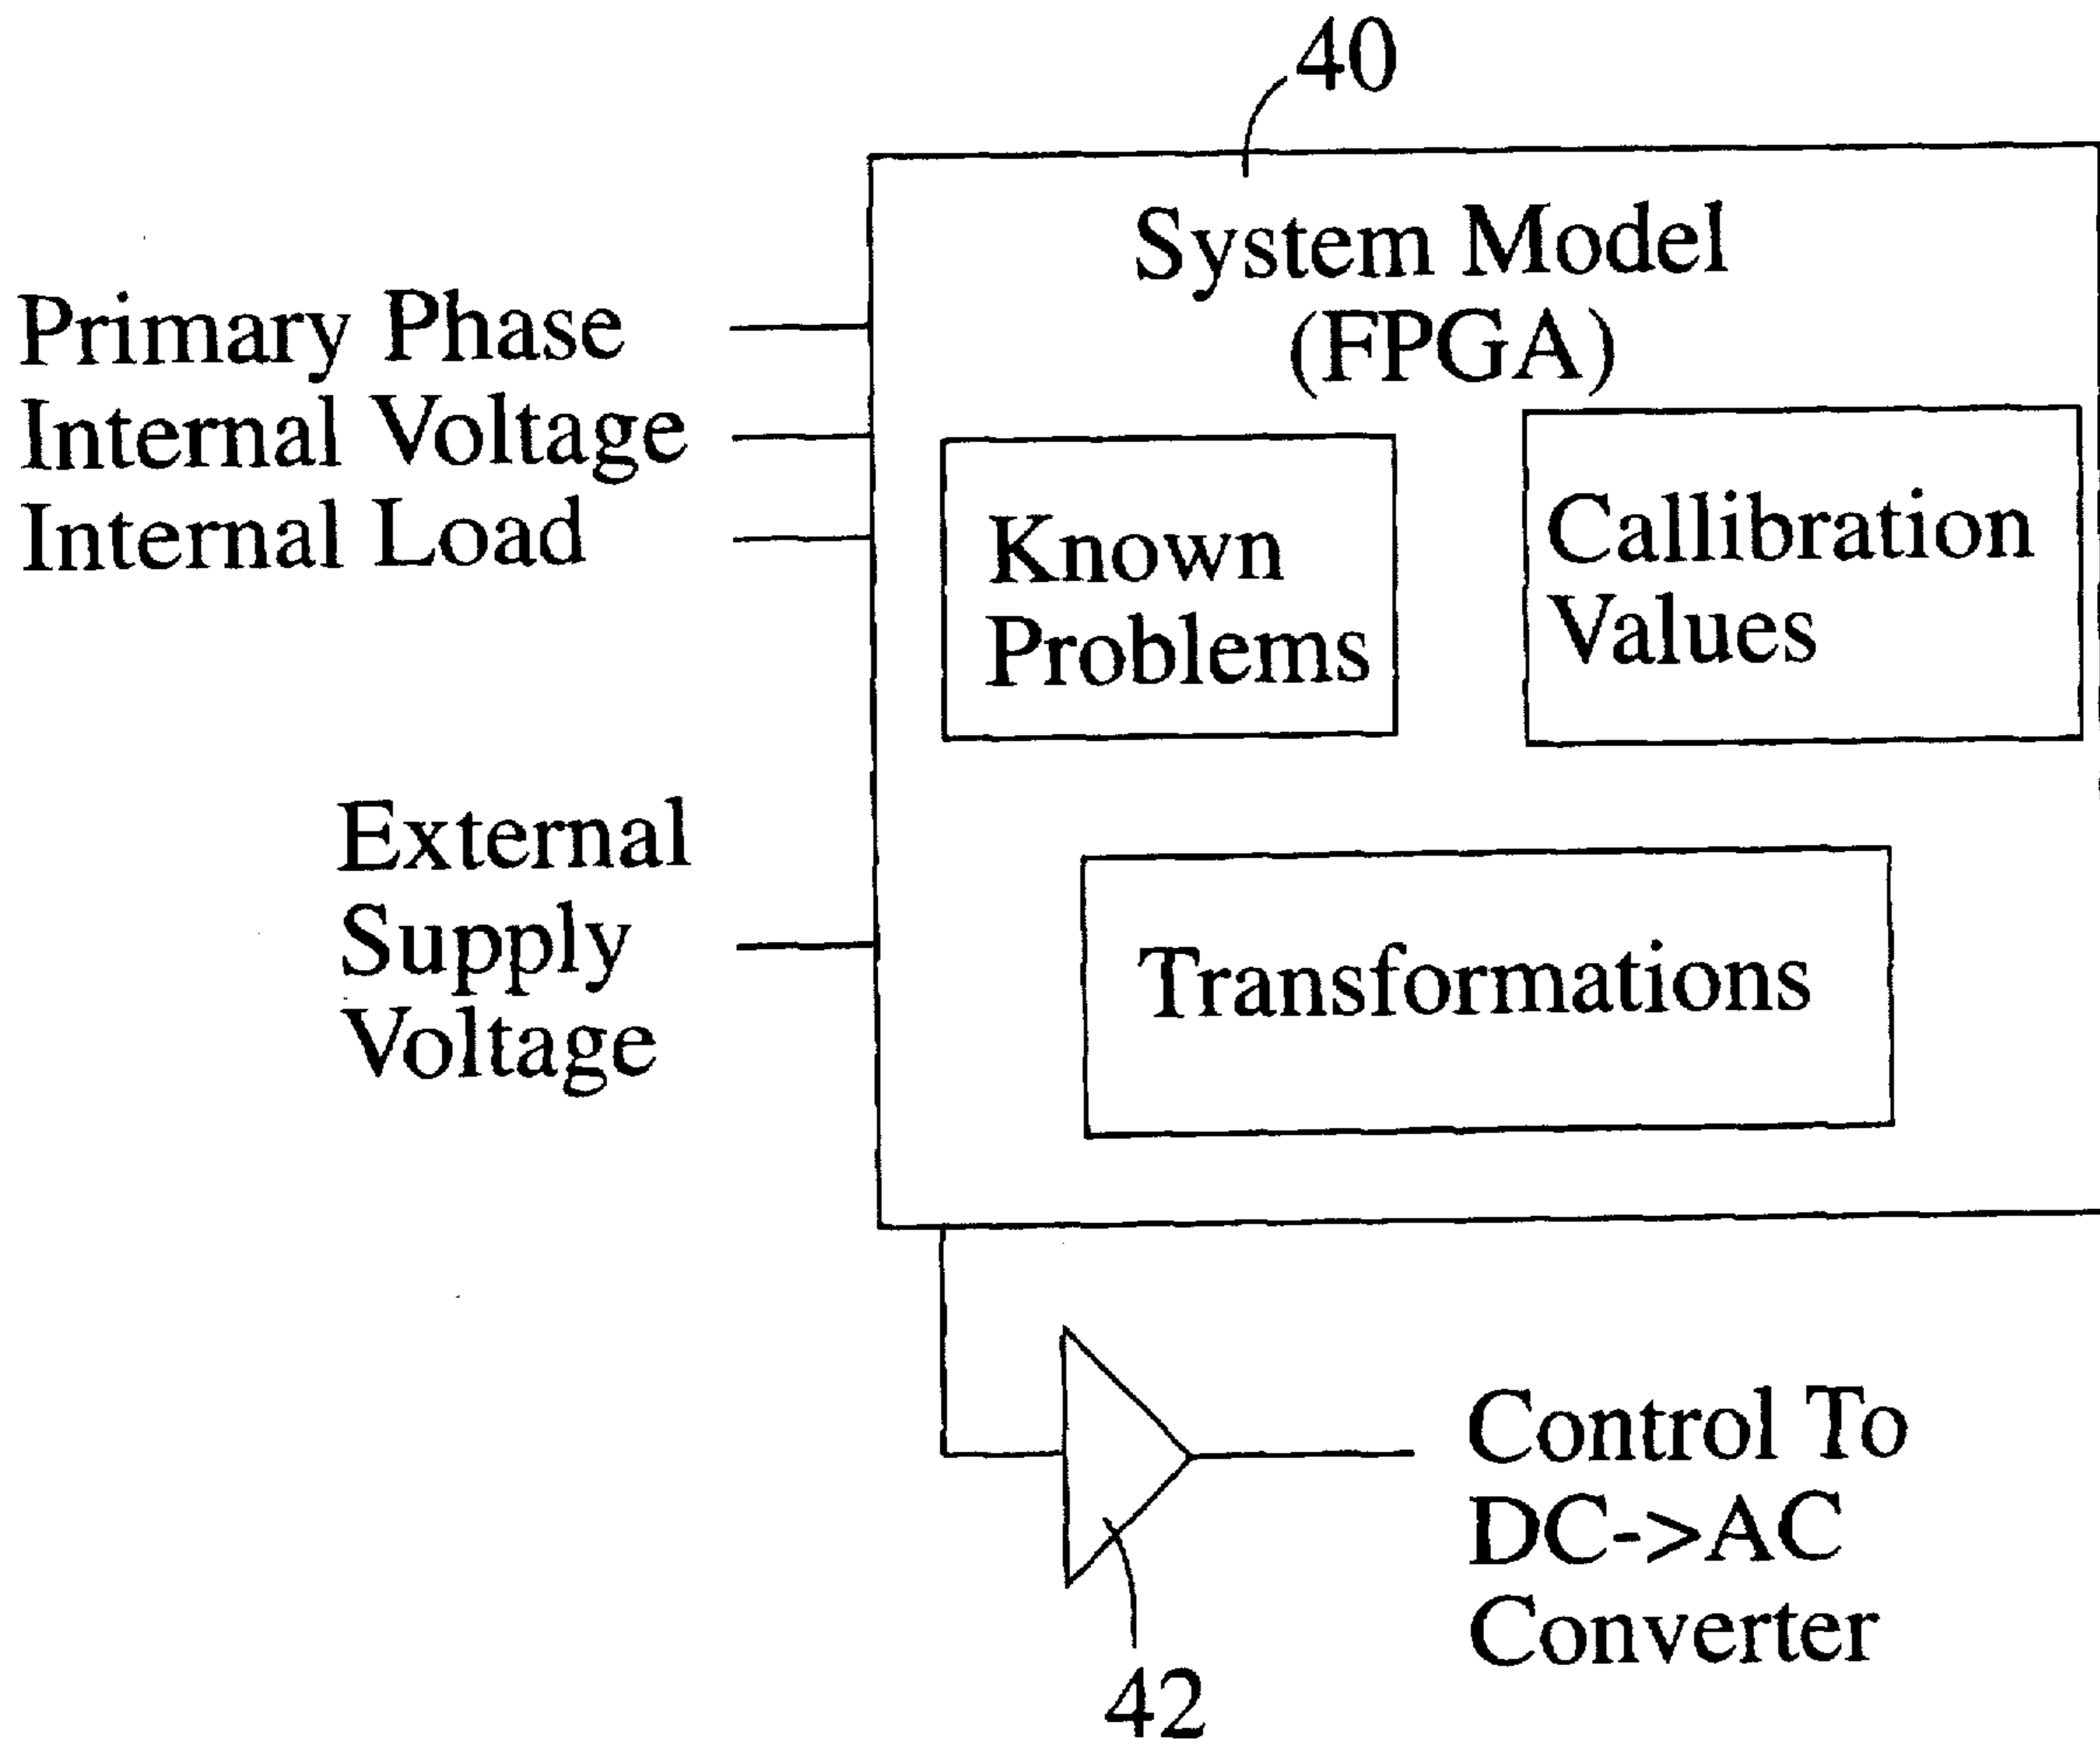 40
System Model
(FPGA)
Primary Phase
Internal Voltage
Internal Load
Known
Problems
Callibration
Values
External
Supply
Voltage
Transformations
Control To
DC->AC
Converter
42